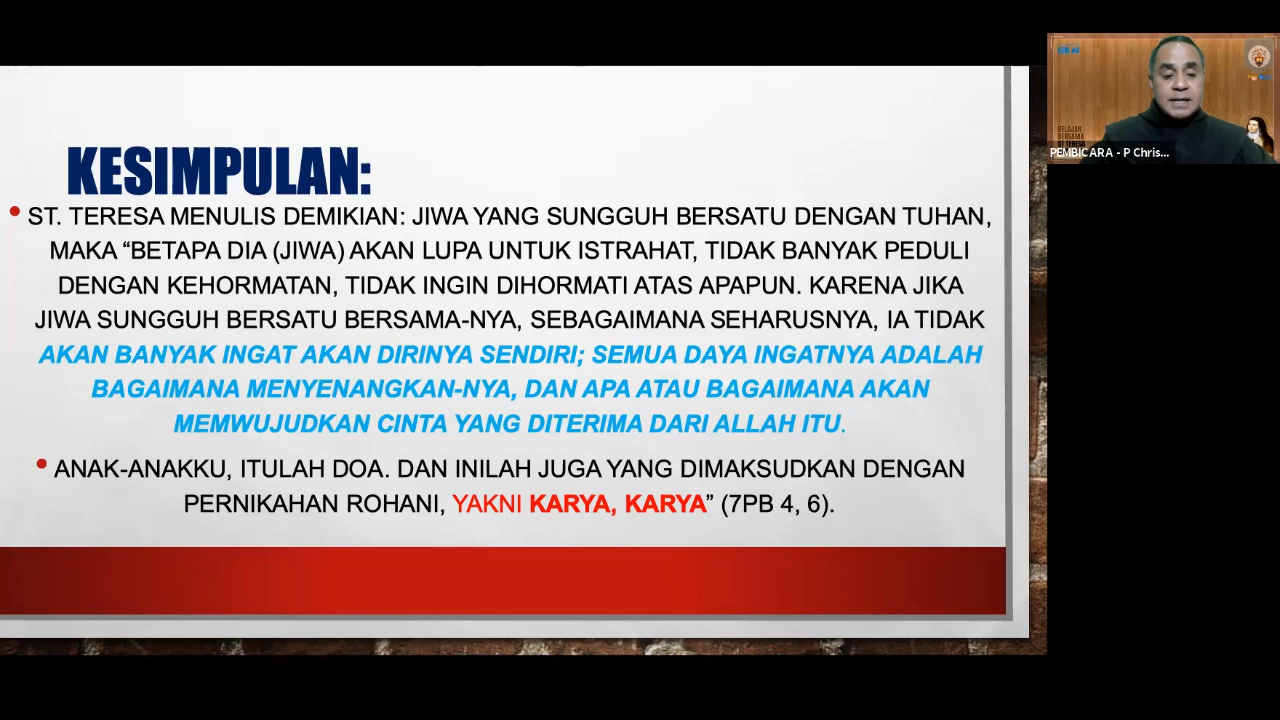 KESIMPULAN:
• ST. TERESA MENULIS DEMIKIAN: JIWA YANG SUNGGUH BERSATU DENGAN TUHAN,
MAKA “BETAPA DIA (JIWA) AKAN LUPA UNTUK ISTRAHAT, TIDAK BANYAK PEDULI
DENGAN KEHORMATAN, TIDAK INGIN DIHORMATI ATAS APAPUN. KARENA JIKA
JIWA SUNGGUH BERSATU BERSAMA-NYA, SEBAGAIMANA SEHARUSNYA, IA TIDAK
AKAN BANYAK INGAT AKAN DIRINYA SENDIRI; SEMUA DAYA INGATNYA ADALAH
BAGAIMANA MENYENANGKAN-NYA, DAN APA ATAU BAGAIMANA AKAN
MEMWUJUDKAN CINTA YANG DITERIMA DARI ALLAH ITU.
• ANAK-ANAKKU, ITULAH DOA. DAN INILAH JUGA YANG DIMAKSUDKAN DENGAN
PERNIKAHAN ROHANI, YAKNI KARYA, KARYA” (7PB 4, 6).
BELAJAR
BERSAMA
PEMBICARA - P Chris...